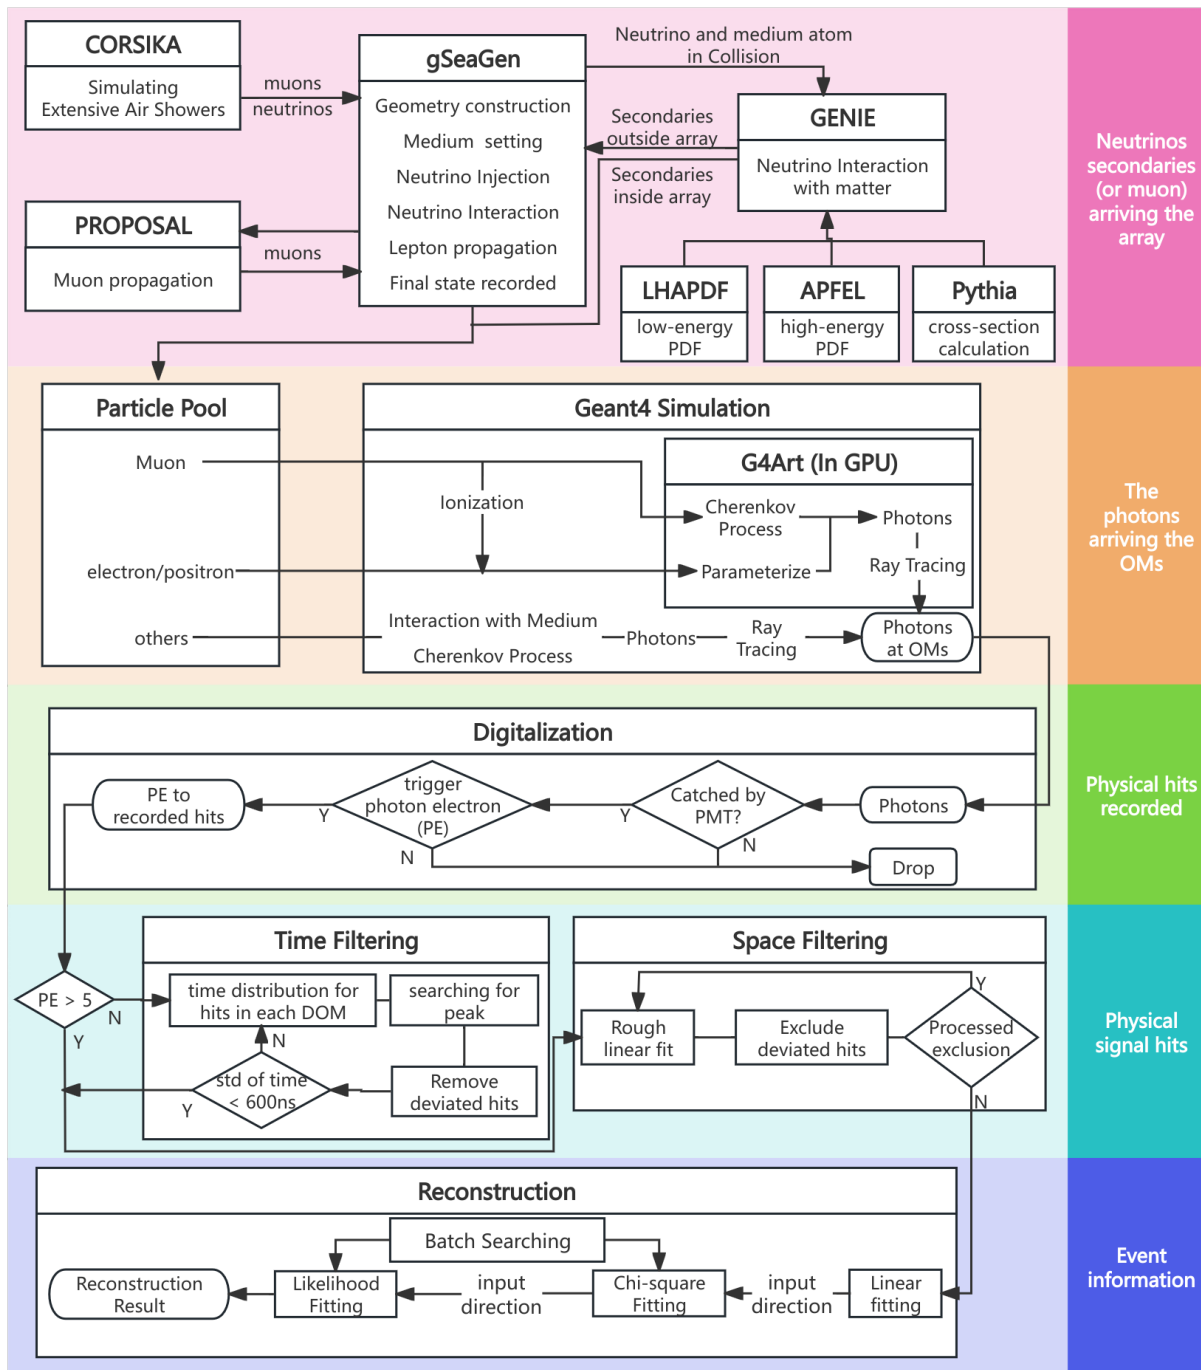 CORSIKA
Simulating
Extensive Air Showers
muons
neutrinos
gSeaGen
Geometry construction
Medium setting
Neutrino Injection
Neutrino Interaction
Lepton propagation
Final state recorded
Neutrino and medium atom
in Collision
Secondaries
outside array
Secondaries
inside array
GENIE
Neutrino Interaction
with matter
PROPOSAL
Muon propagation
muons
LHAPDF
low-energy
PDF
APFEL
high-energy
PDF
Pythia
cross-section
calculation
Neutrinos
secondaries
(or muon)
arriving the
array
Particle Pool
Muon
electron/positron
others
Geant4 Simulation
Ionization
G4Art (In GPU)
Cherenkov
Process
Photons
Parameterize
Ray Tracing
Interaction with Medium
Cherenkov Process
Photons
Ray
Tracing
Photons
at OMs
The
photons
arriving the
OMs
Digitalization
PE to
recorded hits
Y
trigger
photon electron
(PE)
N
Y
Catched by
PMT?
N
Photons
Drop
Physical hits
recorded
PE > 5
N
Y
Time Filtering
time distribution for
hits in each DOM
searching for
peak
N
std of time
< 600ns
Y
Remove
deviated hits
Space Filtering
Rough
linear fit
Exclude
deviated hits
Y
Processed
exclusion
N
Physical
signal hits
Reconstruction
Batch Searching
Reconstruction
Result
Likelihood
Fitting
input
direction
Chi-square
Fitting
input
direction
Linear
fitting
Event
information